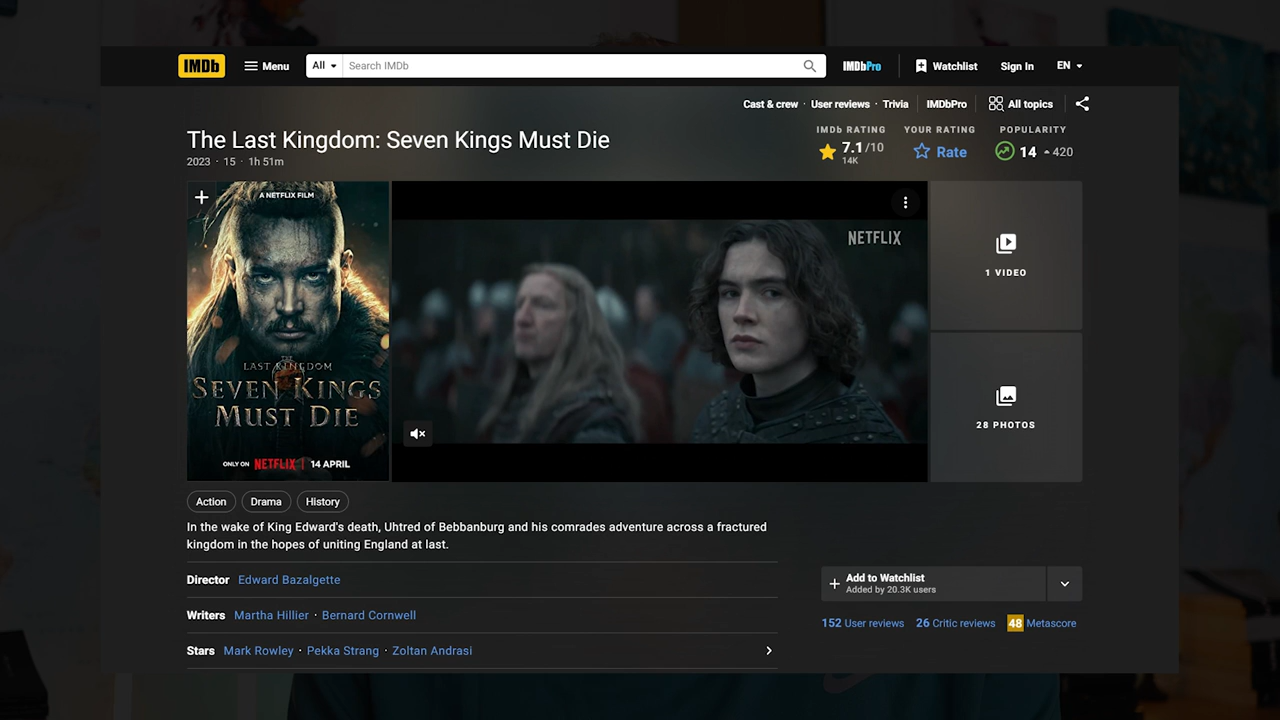 IMDb Menu All Search IMDb IMDbPro Watchlist Sign In EN
Cast & crew · User reviews · Trivia IMDbPro All topics
The Last Kingdom: Seven Kings Must Die
2023 · 15 · 1h 51m
IMDb RATING YOUR RATING POPULARITY
7.1/10 Rate 14 420
14K
A NETFLIX FILM
THE
LAST KINGDOM
SEVEN KINGS
MUST DIE
ONLY ON NETFLIX | 14 APRIL
NETFLIX
1 VIDEO
28 PHOTOS
Action Drama History
In the wake of King Edward's death, Uhtred of Bebbanburg and his comrades adventure across a fractured
kingdom in the hopes of uniting England at last.
Director Edward Bazalgette
Writers Martha Hillier · Bernard Cornwell
Stars Mark Rowley · Pekka Strang · Zoltan Andrasi
Add to Watchlist
Added by 20.3K users
152 User reviews 26 Critic reviews 48 Metascore